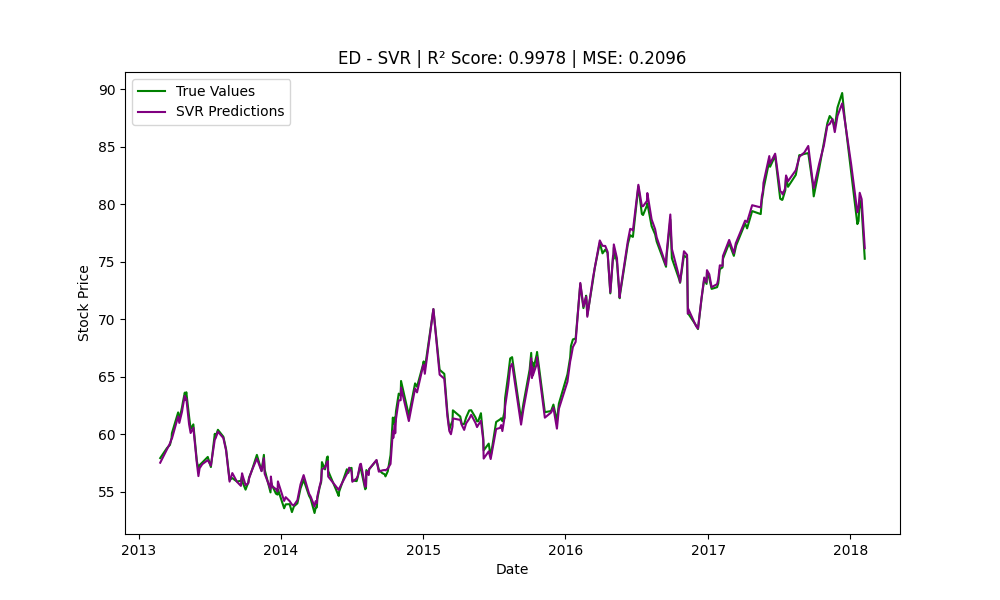 ED - SVR | R² Score: 0.9978 | MSE: 0.2096
True Values
SVR Predictions
90
85
80
75
70
65
60
55
Stock Price
2013 2014 2015 2016 2017 2018
Date